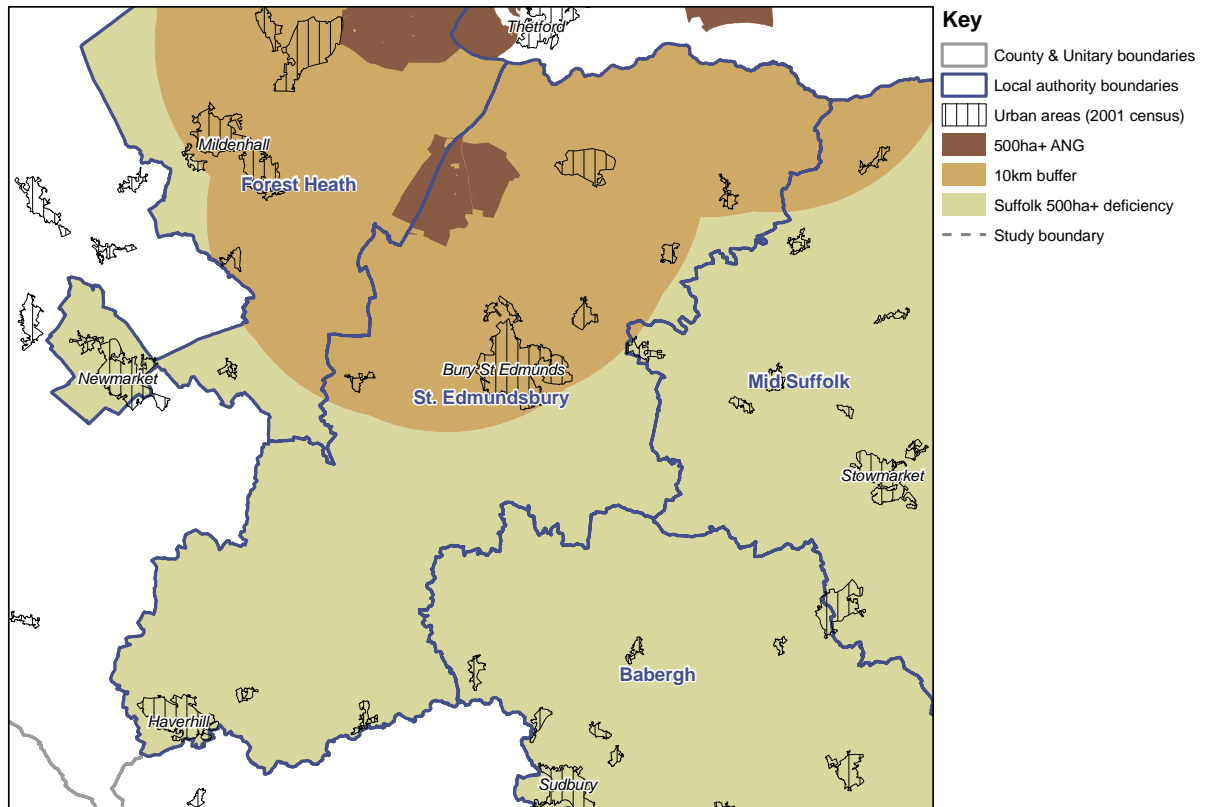 Thetford
Mildenhall
Forest Heath
Newmarket
Bury St Edmunds
St. Edmundsbury
Mid Suffolk
Stowmarket
Babergh
Haverhill
Sudbury
Key
County & Unitary boundaries
Local authority boundaries
Urban areas (2001 census)
500ha+ ANG
10km buffer
Suffolk 500ha+ deficiency
Study boundary